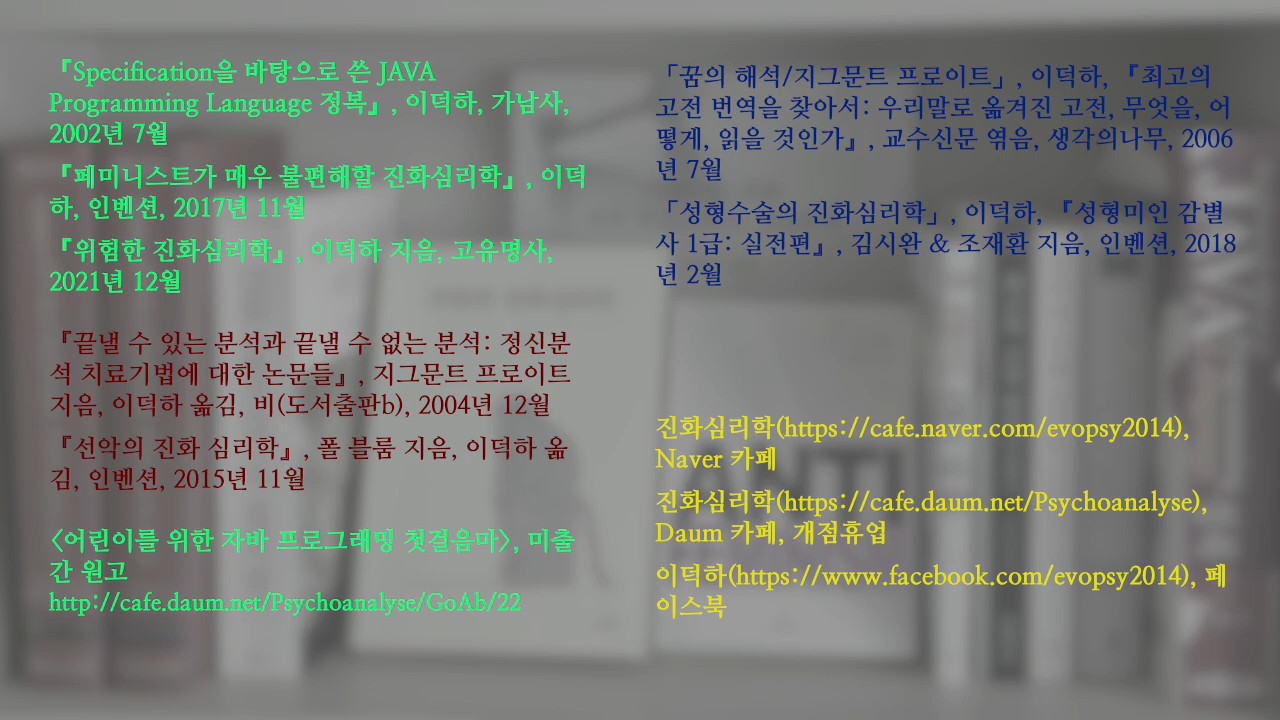 『Specification을 바탕으로 쓴 JAVA
Programming Language 정복』, 이덕하, 가남사,
2002년 7월
『페미니스트가 매우 불편해할 진화심리학』, 이덕
하, 인벤션, 2017년 11월
『위험한 진화심리학』, 이덕하 지음, 고유명사,
2021년 12월
『끝낼 수 있는 분석과 끝낼 수 없는 분석: 정신분
석 치료기법에 대한 논문들』, 지그문트 프로이트
지음, 이덕하 옮김, 비(도서출판b), 2004년 12월
『선악의 진화 심리학』, 폴 블룸 지음, 이덕하 옮
김, 인벤션, 2015년 11월
<어린이를 위한 자바 프로그래밍 첫걸음마>, 미출
간 원고
http://cafe.daum.net/Psychoanalyse/GoAb/22
「꿈의 해석/지그문트 프로이트」, 이덕하, 『최고의
고전 번역을 찾아서: 우리말로 옮겨진 고전, 무엇을, 어
떻게, 읽을 것인가』, 교수신문 엮음, 생각의나무, 2006
년 7월
「성형수술의 진화심리학」, 이덕하, 『성형미인 감별
사 1급: 실전편』, 김시완 & 조재환 지음, 인벤션, 2018
년 2월
진화심리학(https://cafe.naver.com/evopsy2014),
Naver 카페
진화심리학(https://cafe.daum.net/Psychoanalyse),
Daum 카페, 개점휴업
이덕하(https://www.facebook.com/evopsy2014), 페
이스북